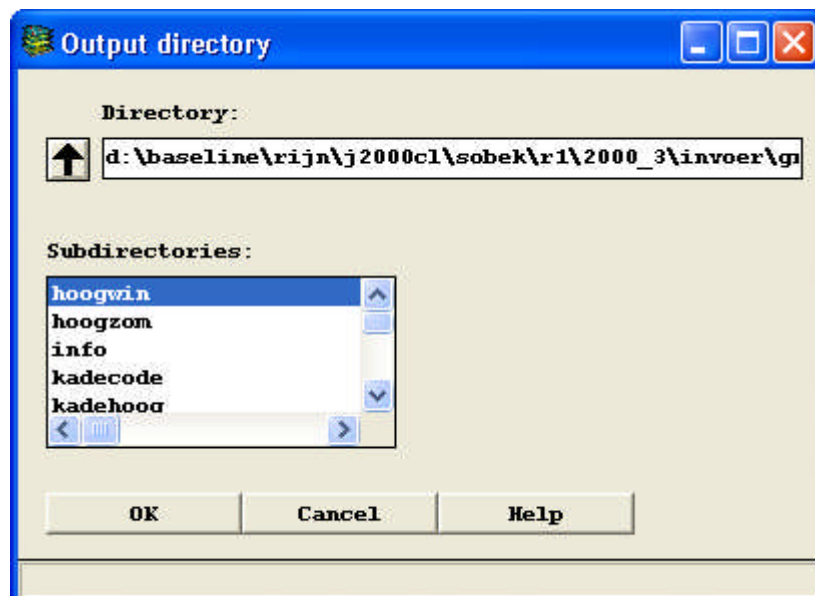 Output directory
Directory:
d:\baseline\rijn\j2000cl\sobek\r1\2000_3\invoer\
Subdirectories:
hoogwin
hoogzom
info
kadecode
kadehoog
OK Cancel Help